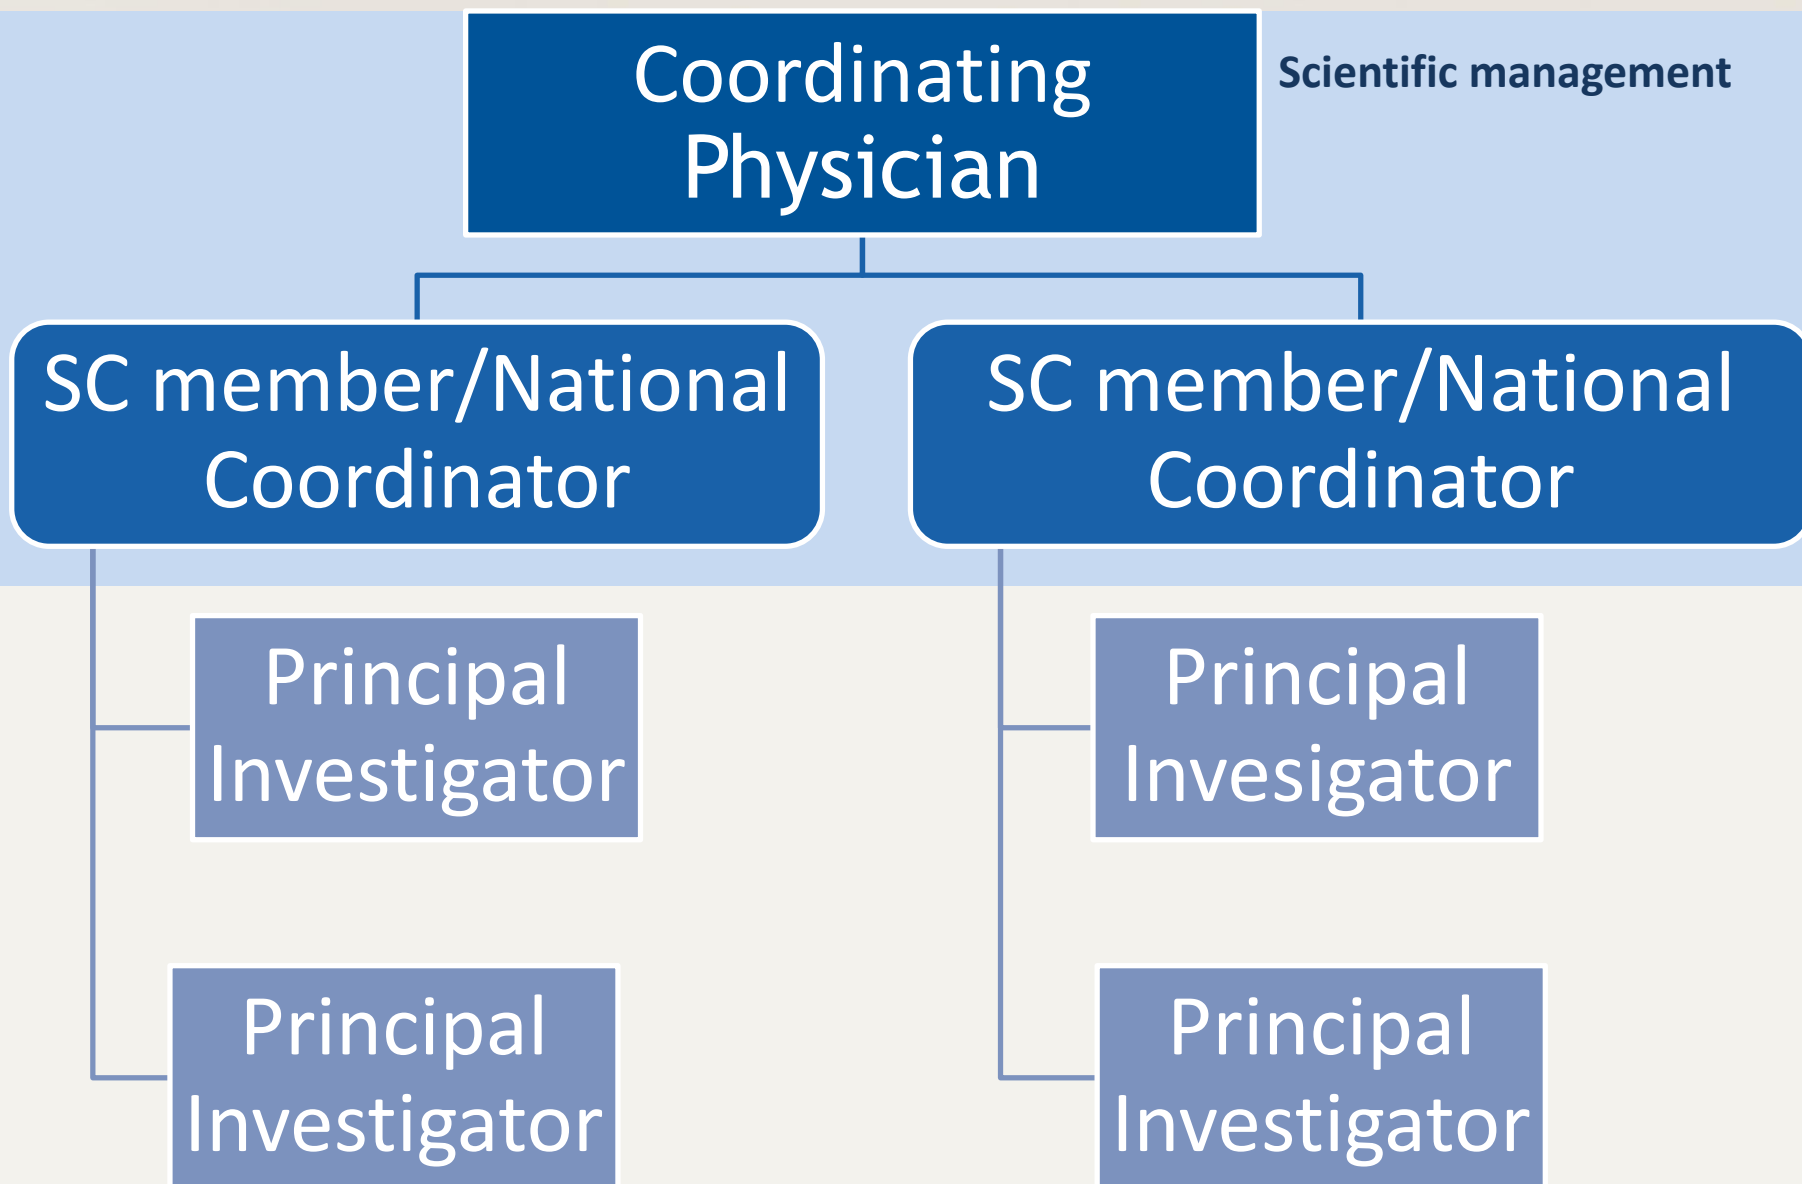 Coordinating
Physician
Scientific management
SC member/National
Coordinator
SC member/National
Coordinator
Principal
Investigator
Principal
Invesigator
Principal
Investigator
Principal
Investigator